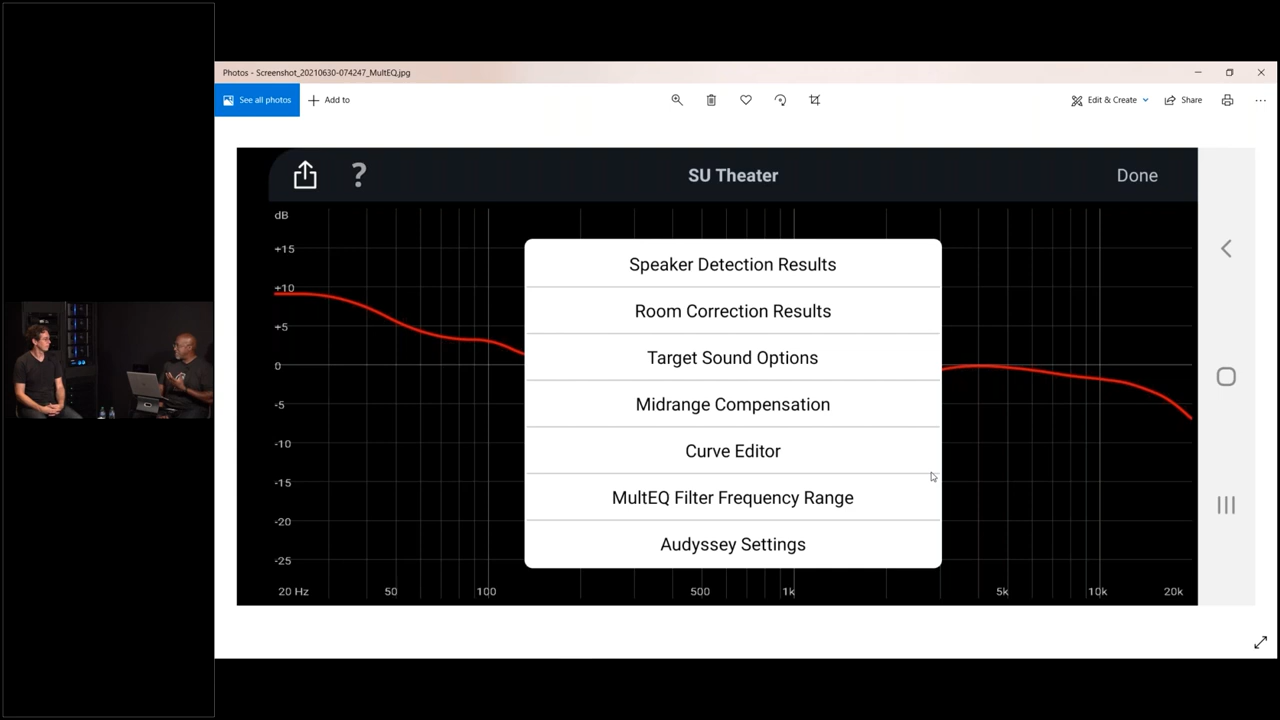 Photos - Screenshot_20210630-074247_MultEQ.jpg
See all photos
Add to
Edit & Create
Share
?
SU Theater
Done
dB
+15
+10
+5
0
-5
-10
-15
-20
-25
20 Hz 50 100 500 1k 5k 10k 20k
Speaker Detection Results
Room Correction Results
Target Sound Options
Midrange Compensation
Curve Editor
MultEQ Filter Frequency Range
Audyssey Settings